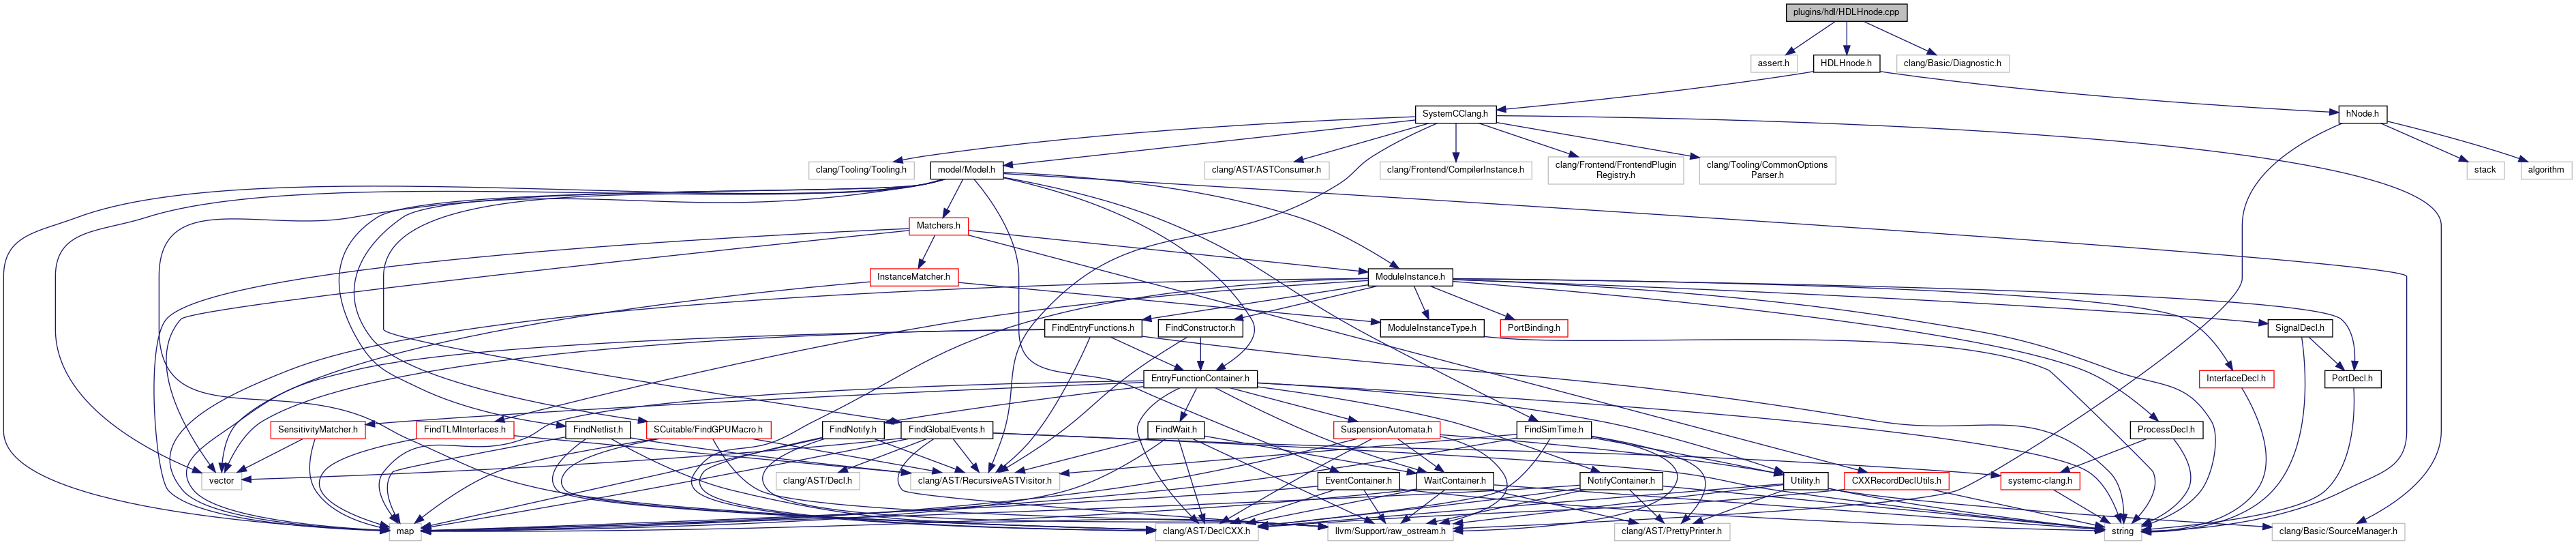 plugins/hdl/HDLHnode.cpp
assert.h
HDLHnode.h
clang/Basic/Diagnostic.h
SystemCClang.h
hNode.h
clang/Tooling/Tooling.h
model/Model.h
clang/AST/ASTConsumer.h
clang/Frontend/CompilerInstance.h
clang/Frontend/FrontendPlugin
Registry.h
clang/Tooling/CommonOptions
Parser.h
stack
algorithm
Matchers.h
InstanceMatcher.h
ModuleInstance.h
FindEntryFunctions.h
FindConstructor.h
ModuleInstanceType.h
PortBinding.h
SignalDecl.h
EntryFunctionContainer.h
InterfaceDecl.h
PortDecl.h
SensitivityMatcher.h
FindTLMInterfaces.h
FindNetlist.h
SCuitable/FindGPUMacro.h
FindNotify.h
FindGlobalEvents.h
FindWait.h
SuspensionAutomata.h
FindSimTime.h
ProcessDecl.h
vector
clang/AST/Decl.h
clang/AST/RecursiveASTVisitor.h
EventContainer.h
WaitContainer.h
NotifyContainer.h
Utility.h
CXXRecordDeclUtils.h
systemc-clang.h
map
clang/AST/DeclCXX.h
llvm/Support/raw_ostream.h
clang/AST/PrettyPrinter.h
string
clang/Basic/SourceManager.h